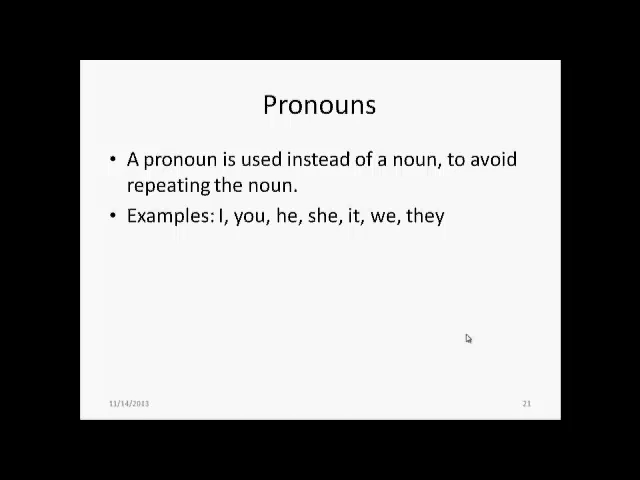 Pronouns
• A pronoun is used instead of a noun, to avoid
repeating the noun.
• Examples: I, you, he, she, it, we, they
11/14/2013
21